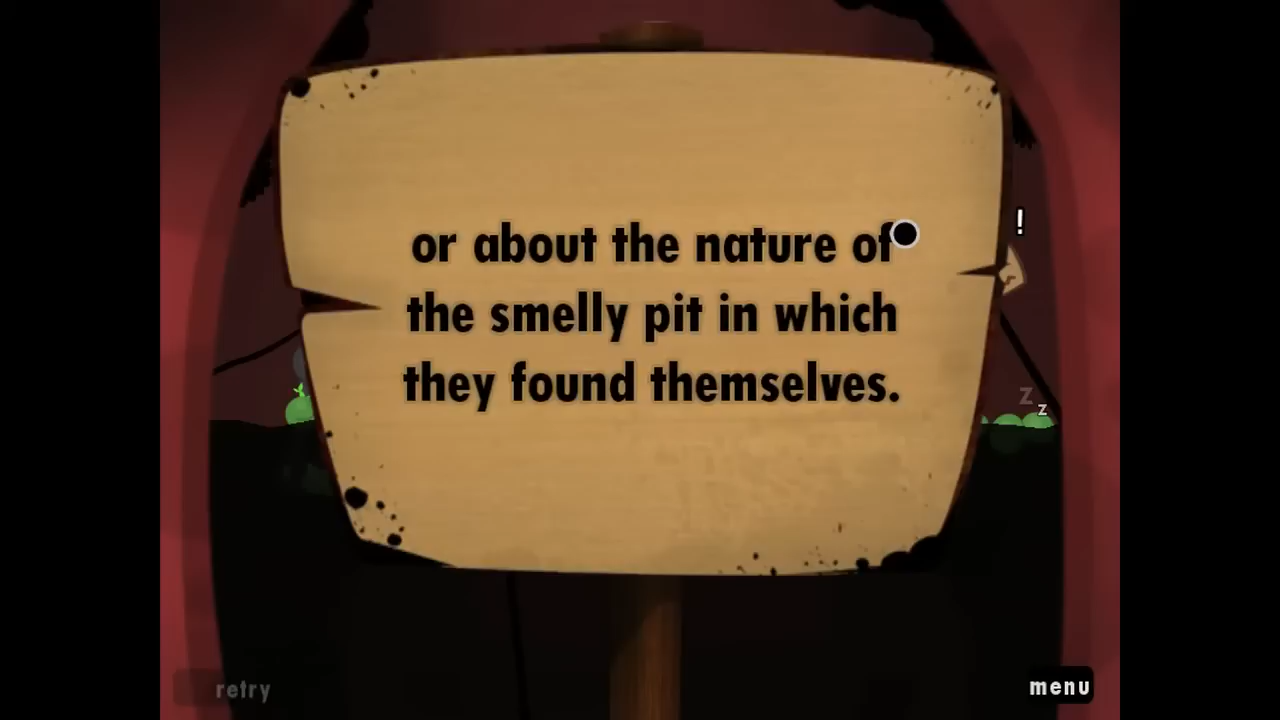 or about the nature of
the smelly pit in which
they found themselves.
!
z
z
retry
menu